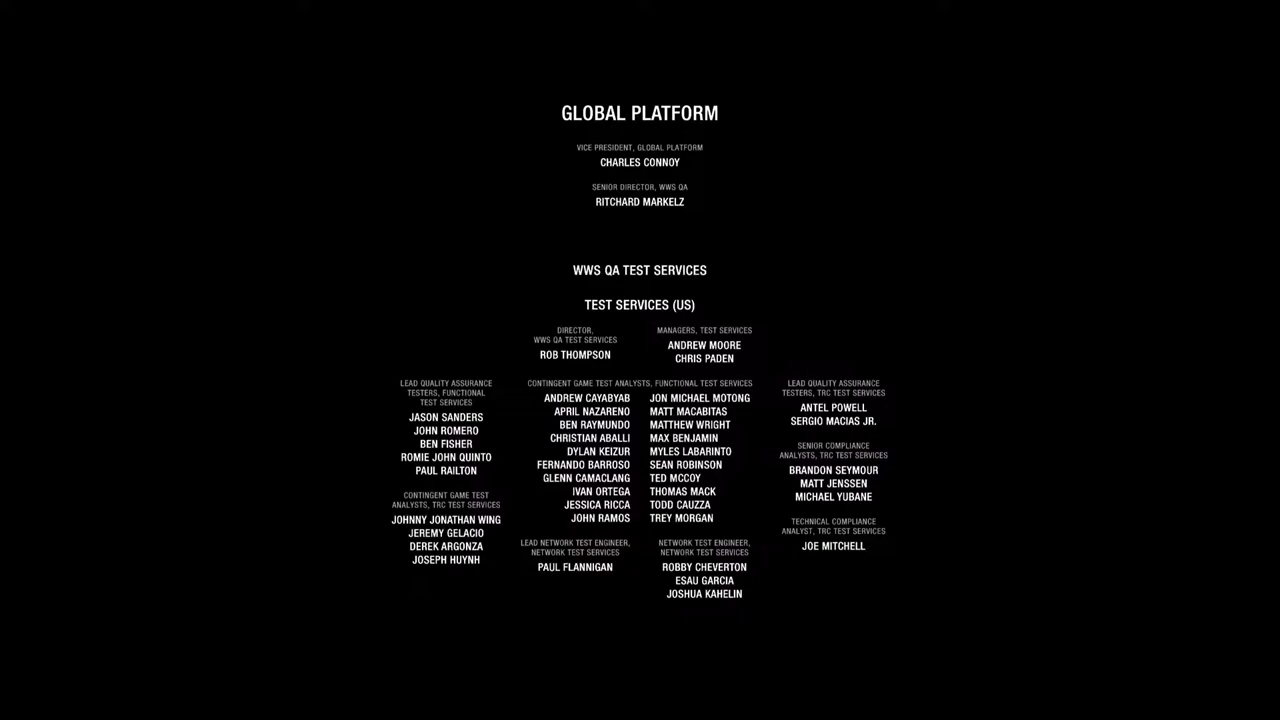 GLOBAL PLATFORM
VICE PRESIDENT, GLOBAL PLATFORM
CHARLES CONNOY
SENIOR DIRECTOR, WWS QA
RITCHARD MARKELZ
WWS QA TEST SERVICES
TEST SERVICES (US)
DIRECTOR,
WWS QA TEST SERVICES
ROB THOMPSON
MANAGERS, TEST SERVICES
ANDREW MOORE
CHRIS PADEN
LEAD QUALITY ASSURANCE
TESTERS, FUNCTIONAL
TEST SERVICES
JASON SANDERS
JOHN ROMERO
BEN FISHER
ROMIE JOHN QUINTO
PAUL RAILTON
CONTINGENT GAME TEST
ANALYSTS, TRC TEST SERVICES
JOHNNY JONATHAN WING
JEREMY GELACIO
DEREK ARGONZA
JOSEPH HUYNH
CONTINGENT GAME TEST ANALYSTS, FUNCTIONAL TEST SERVICES
ANDREW CAYABYAB
APRIL NAZARENO
BEN RAYMUNDO
CHRISTIAN ABALLI
DYLAN KEIZUR
FERNANDO BARROSO
GLENN CAMACLANG
IVAN ORTEGA
JESSICA RICCA
JOHN RAMOS
JON MICHAEL MOTONG
MATT MACABITAS
MATTHEW WRIGHT
MAX BENJAMIN
MYLES LABARINTO
SEAN ROBINSON
TED MCCOY
THOMAS MACK
TODD CAUZZA
TREY MORGAN
LEAD NETWORK TEST ENGINEER,
NETWORK TEST SERVICES
PAUL FLANNIGAN
NETWORK TEST ENGINEER,
NETWORK TEST SERVICES
ROBBY CHEVERTON
ESAU GARCIA
JOSHUA KAHELIN
LEAD QUALITY ASSURANCE
TESTERS, TRC TEST SERVICES
ANTEL POWELL
SERGIO MACIAS JR.
SENIOR COMPLIANCE
ANALYSTS, TRC TEST SERVICES
BRANDON SEYMOUR
MATT JENSSEN
MICHAEL YUBANE
TECHNICAL COMPLIANCE
ANALYST, TRC TEST SERVICES
JOE MITCHELL